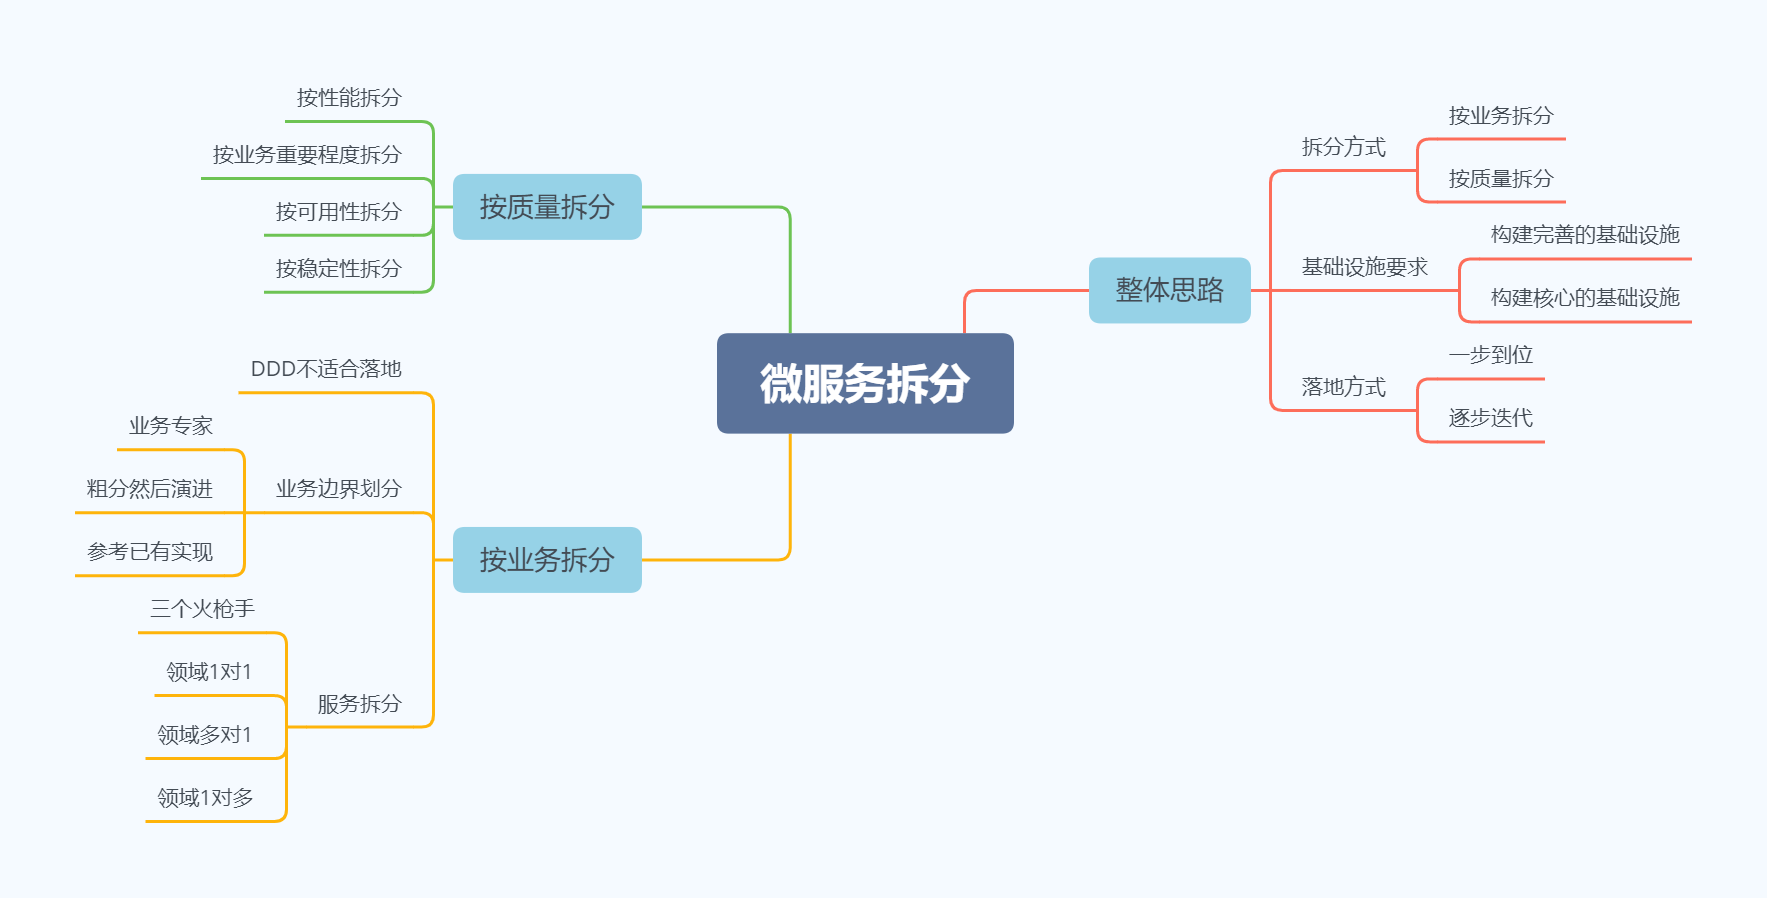 微服务拆分
整体思路
拆分方式
按业务拆分
按质量拆分
基础设施要求
构建完善的基础设施
构建核心的基础设施
落地方式
一步到位
逐步迭代
按质量拆分
按性能拆分
按业务重要程度拆分
按可用性拆分
按稳定性拆分
按业务拆分
DDD不适合落地
业务边界划分
业务专家
粗分然后演进
参考已有实现
服务拆分
三个火枪手
领域1对1
领域多对1
领域1对多